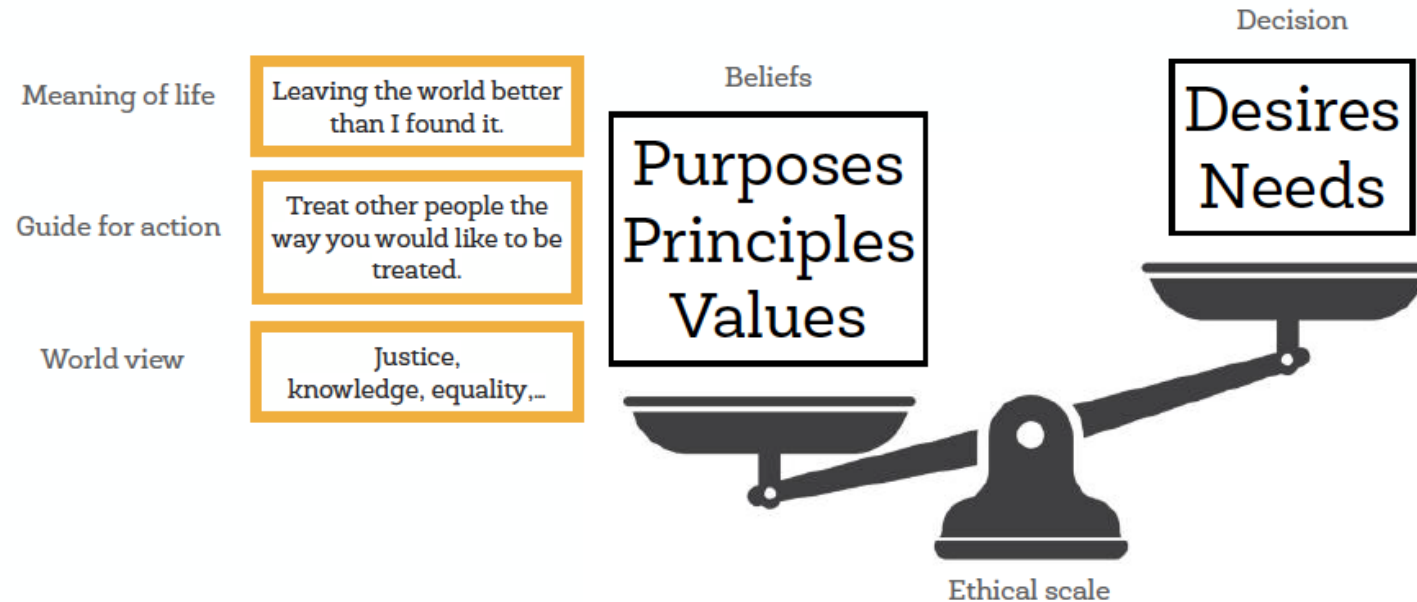 Decision
Meaning of life
Leaving the world better
than I found it.
Beliefs
Desires
Needs
Purposes
Principles
Values
Guide for action
Treat other people the
way you would like to be
treated.
World view
Justice,
knowledge, equality,...
Ethical scale